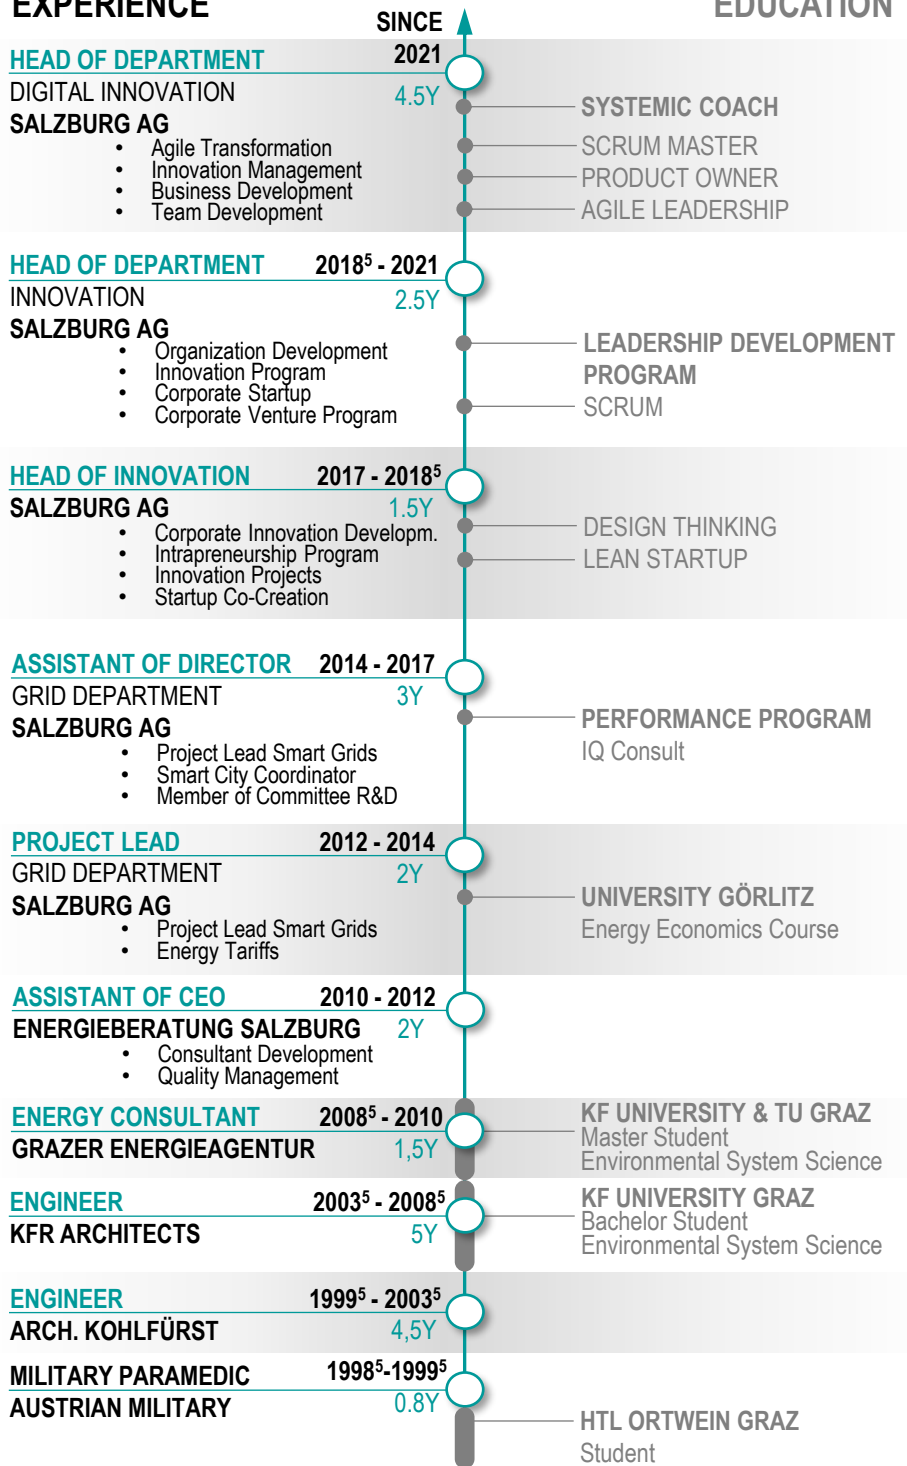 EXPERIENCE
EDUCATION
SINCE
HEAD OF DEPARTMENT 2021
DIGITAL INNOVATION 4.5Y
SALZBURG AG
• Agile Transformation
• Innovation Management
• Business Development
• Team Development
SYSTEMIC COACH
SCRUM MASTER
PRODUCT OWNER
AGILE LEADERSHIP
HEAD OF DEPARTMENT 2018⁵ - 2021
INNOVATION 2.5Y
SALZBURG AG
• Organization Development
• Innovation Program
• Corporate Startup
• Corporate Venture Program
LEADERSHIP DEVELOPMENT
PROGRAM
SCRUM
HEAD OF INNOVATION 2017 - 2018⁵
SALZBURG AG 1.5Y
• Corporate Innovation Developm.
• Intrapreneurship Program
• Innovation Projects
• Startup Co-Creation
DESIGN THINKING
LEAN STARTUP
ASSISTANT OF DIRECTOR 2014 - 2017
GRID DEPARTMENT 3Y
SALZBURG AG
• Project Lead Smart Grids
• Smart City Coordinator
• Member of Committee R&D
PERFORMANCE PROGRAM
IQ Consult
PROJECT LEAD 2012 - 2014
GRID DEPARTMENT 2Y
SALZBURG AG
• Project Lead Smart Grids
• Energy Tariffs
UNIVERSITY GÖRLITZ
Energy Economics Course
ASSISTANT OF CEO 2010 - 2012
ENERGIEBERATUNG SALZBURG 2Y
• Consultant Development
• Quality Management
ENERGY CONSULTANT 2008⁵ - 2010
GRAZER ENERGIEAGENTUR 1,5Y
KF UNIVERSITY & TU GRAZ
Master Student
Environmental System Science
ENGINEER 2003⁵ - 2008⁵
KFR ARCHITECTS 5Y
KF UNIVERSITY GRAZ
Bachelor Student
Environmental System Science
ENGINEER 1999⁵ - 2003⁵
ARCH. KOHLFÜRST 4,5Y
MILITARY PARAMEDIC 1998⁵-1999⁵
AUSTRIAN MILITARY 0.8Y
HTL ORTWEIN GRAZ
Student